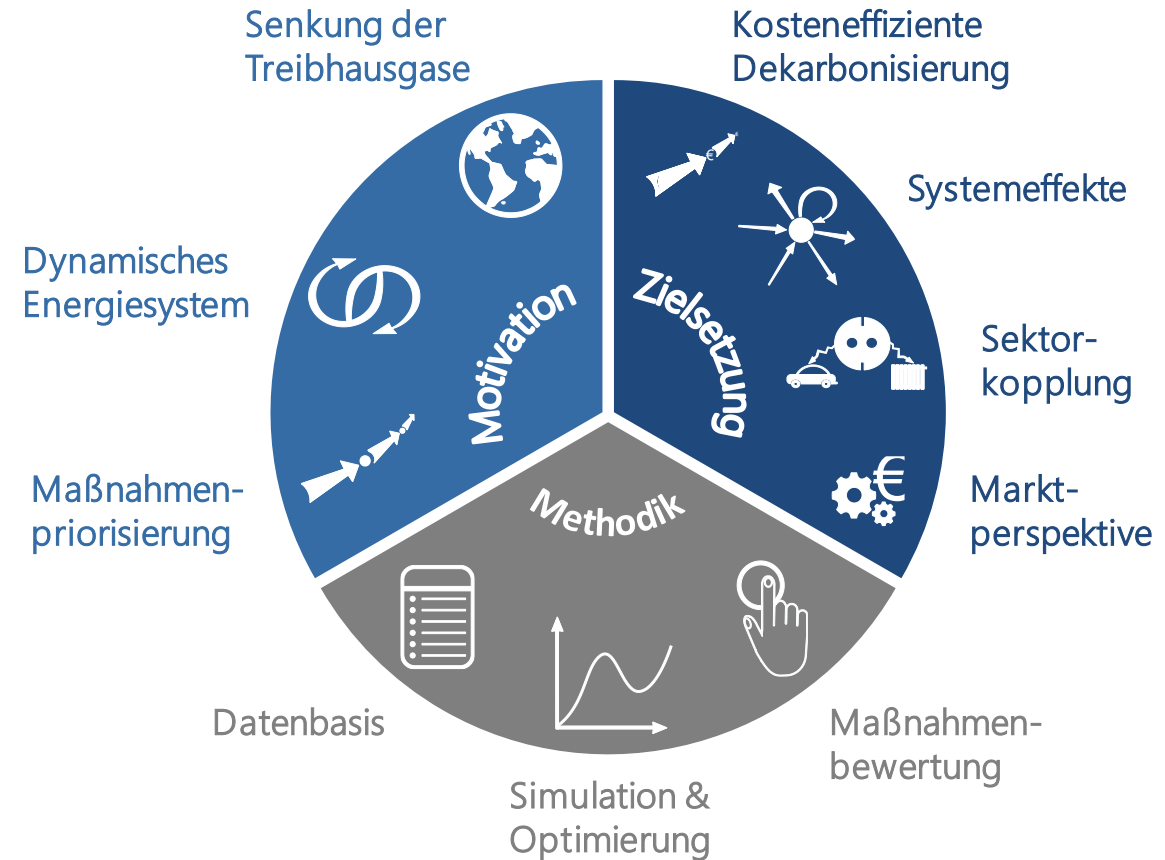 Senkung der
Treibhausgase
Kosteneffiziente
Dekarbonisierung
Systemeffekte
Dynamisches
Energiesystem
Sektor-
kopplung
Maßnahmen-
priorisierung
Markt-
perspektive
Motivation
Zielsetzung
Methodik
€
€
Datenbasis
Simulation &
Optimierung
Maßnahmen-
bewertung